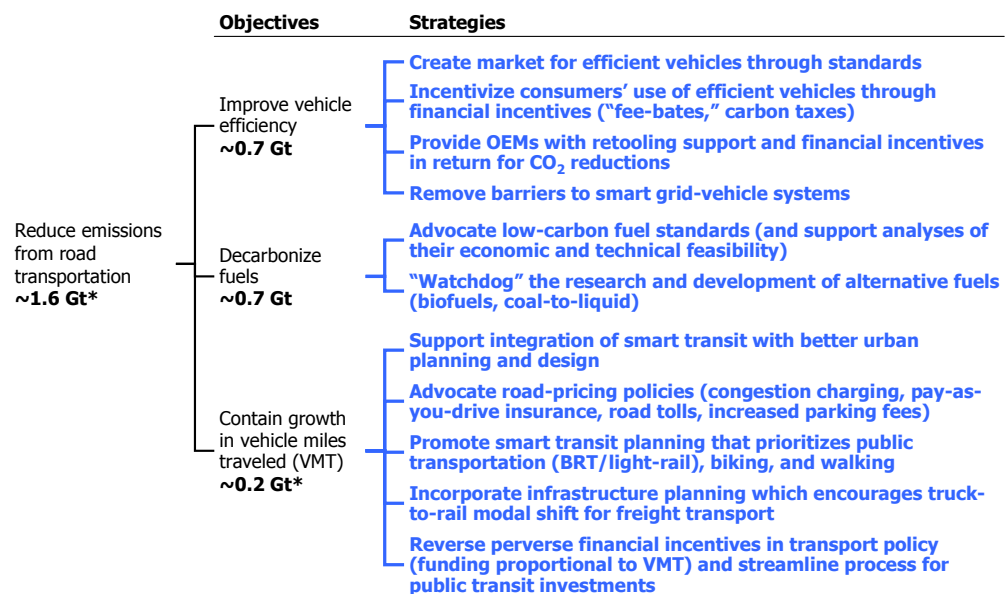 Objectives
Strategies
Reduce emissions
from road
transportation
~1.6 Gt*
Improve vehicle
efficiency
~0.7 Gt
Create market for efficient vehicles through standards
Incentivize consumers’ use of efficient vehicles through
financial incentives (“fee-bates,” carbon taxes)
Provide OEMs with retooling support and financial incentives
in return for CO₂ reductions
Remove barriers to smart grid-vehicle systems
Decarbonize
fuels
~0.7 Gt
Advocate low-carbon fuel standards (and support analyses of
their economic and technical feasibility)
“Watchdog” the research and development of alternative fuels
(biofuels, coal-to-liquid)
Contain growth
in vehicle miles
traveled (VMT)
~0.2 Gt*
Support integration of smart transit with better urban
planning and design
Advocate road-pricing policies (congestion charging, pay-as-
you-drive insurance, road tolls, increased parking fees)
Promote smart transit planning that prioritizes public
transportation (BRT/light-rail), biking, and walking
Incorporate infrastructure planning which encourages truck-
to-rail modal shift for freight transport
Reverse perverse financial incentives in transport policy
(funding proportional to VMT) and streamline process for
public transit investments